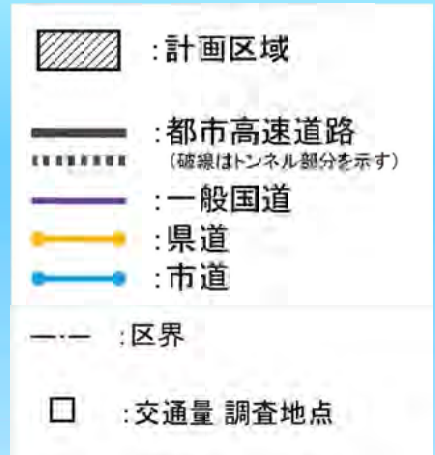 :計画区域
:都市高速道路
(破線はトンネル部分を示す)
:一般国道
:県道
:市道
:区界
:交通量 調査地点